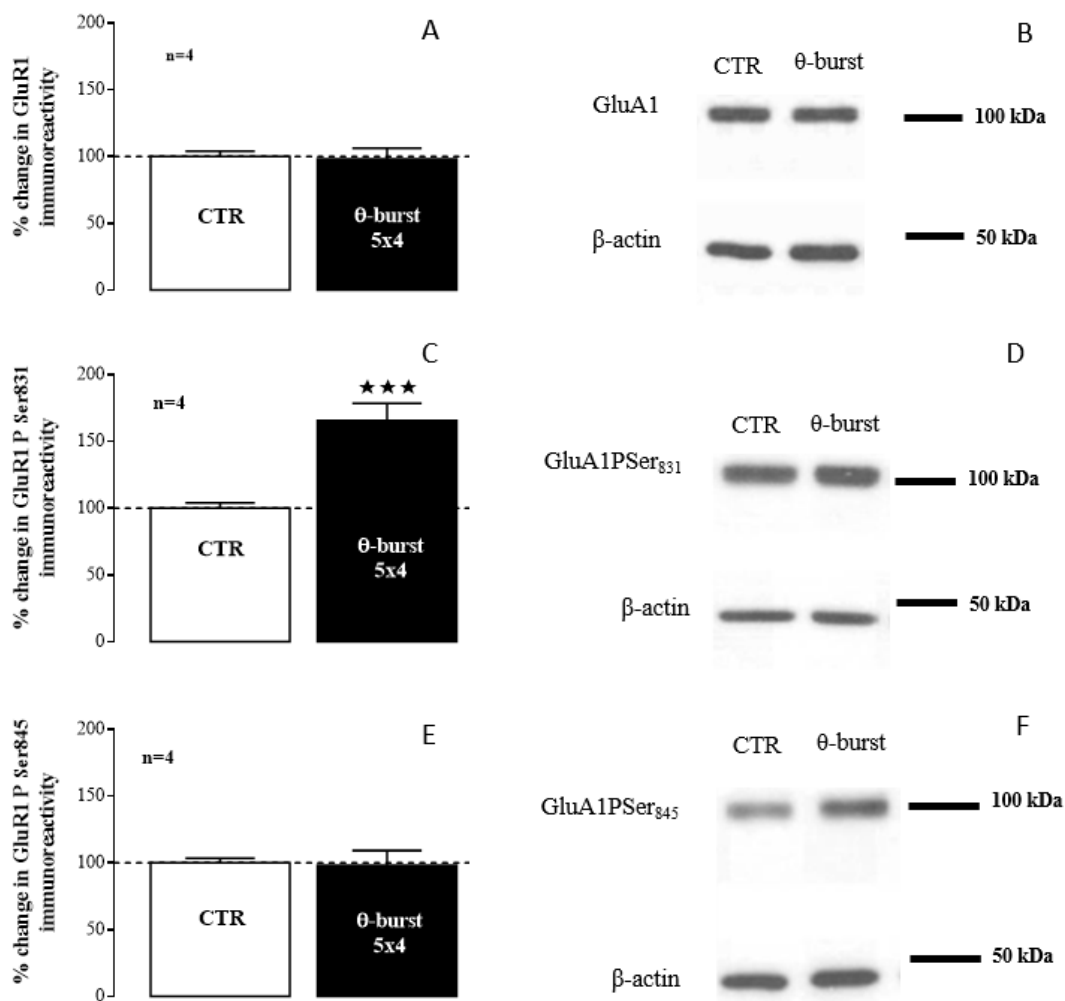 % change in GluR1
immunoreactivity
200
150
100
50
0
n=4
A
CTR
θ-burst
5x4
B
CTR θ-burst
GluA1
100 kDa
β-actin
50 kDa
% change in GluR1 P Ser831
immunoreactivity
200
150
100
50
0
n=4
C
★★★
CTR
θ-burst
5x4
D
CTR θ-burst
GluA1PSer₈₃₁
100 kDa
β-actin
50 kDa
% change in GluR1 P Ser845
immunoreactivity
200
150
100
50
0
n=4
E
CTR
θ-burst
5x4
F
CTR θ-burst
GluA1PSer₈₄₅
100 kDa
β-actin
50 kDa